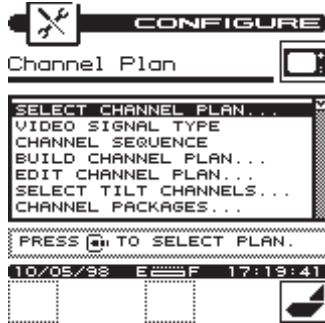 CONFIGURE
Channel Plan
SELECT CHANNEL PLAN...
VIDEO SIGNAL TYPE
CHANNEL SEQUENCE
BUILD CHANNEL PLAN...
EDIT CHANNEL PLAN...
SELECT TILT CHANNELS...
CHANNEL PACKAGES...
PRESS TO SELECT PLAN.
10/05/98 E F 17:19:41